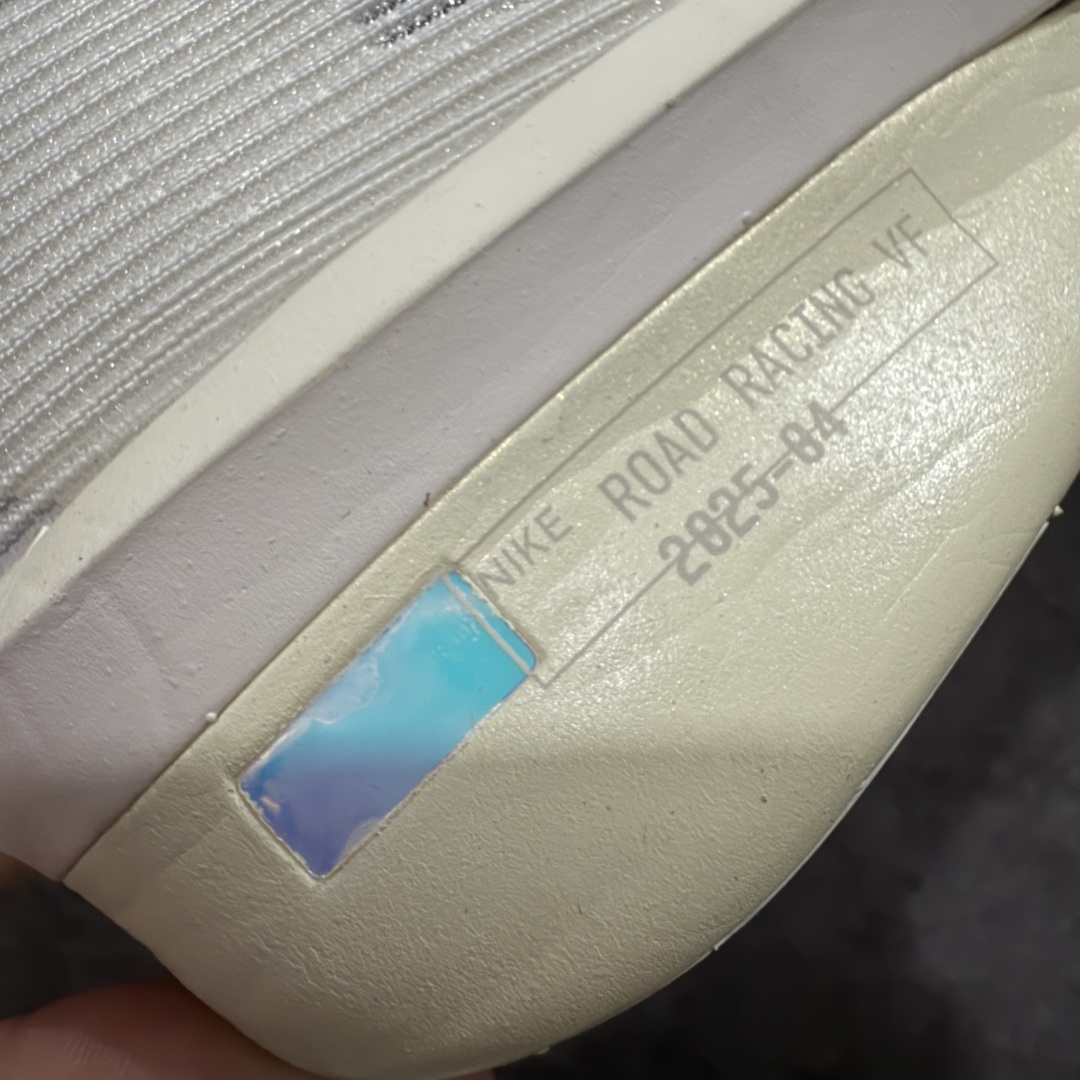 NIKE ROAD RACING VF
2025-04